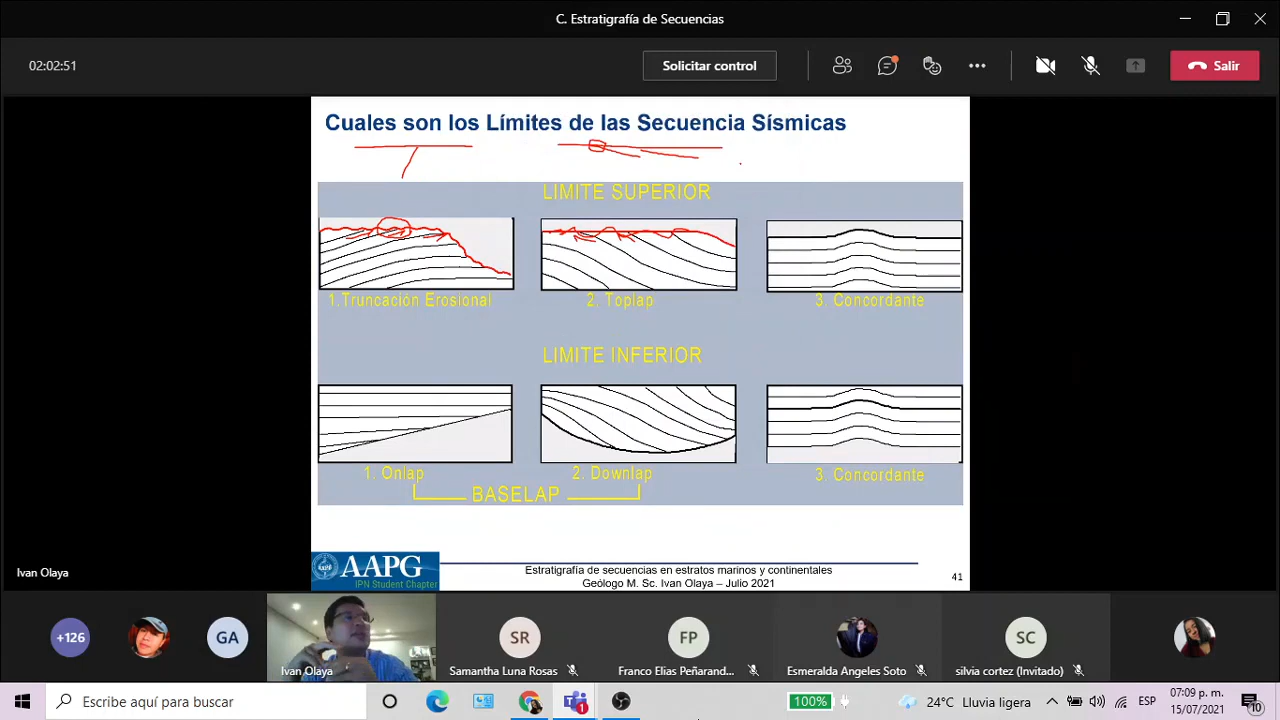 C. Estratigrafía de Secuencias
02:02:51
Solicitar control
Salir
Cuales son los Límites de las Secuencia Sísmicas
LIMITE SUPERIOR
1.Truncación Erosional
2. Toplap
3. Concordante
LIMITE INFERIOR
1. Onlap
2. Downlap
3. Concordante
BASELAP
AAPG
IPN Student Chapter
Estratigrafía de secuencias en estratos marinos y continentales
Geólogo M. Sc. Ivan Olaya – Julio 2021
41
Ivan Olaya
+126
GA
Ivan Olaya
SR
Samantha Luna Rosas
FP
Franco Elias Peñarand...
Esmeralda Angeles Soto
SC
silvia cortez (Invitado)
Escribe aquí para buscar
1
100%
24°C Lluvia ligera
ESP
07:09 p. m.
15/07/2021
10